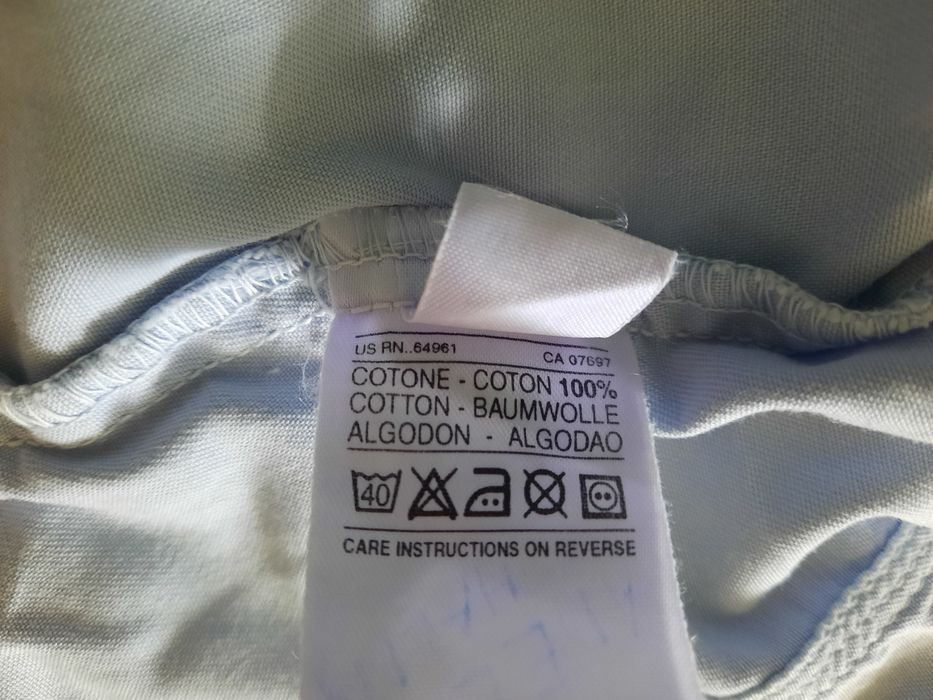 US RN..64961 CA 07697
COTONE - COTON 100%
COTTON - BAUMWOLLE
ALGODON - ALGODAO
40
CARE INSTRUCTIONS ON REVERSE